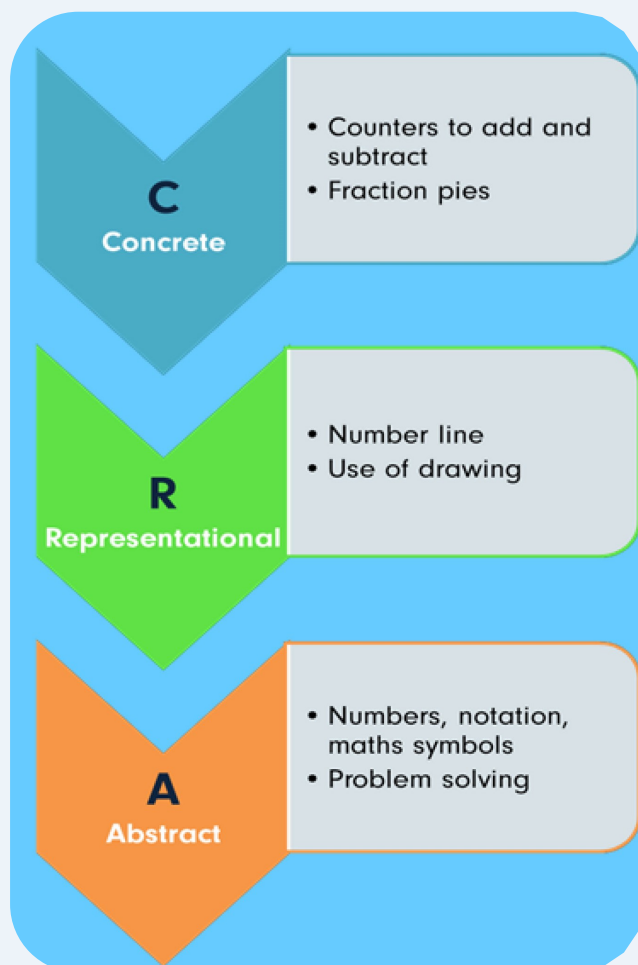 C
Concrete
• Counters to add and
subtract
• Fraction pies
R
Representational
• Number line
• Use of drawing
A
Abstract
• Numbers, notation,
maths symbols
• Problem solving